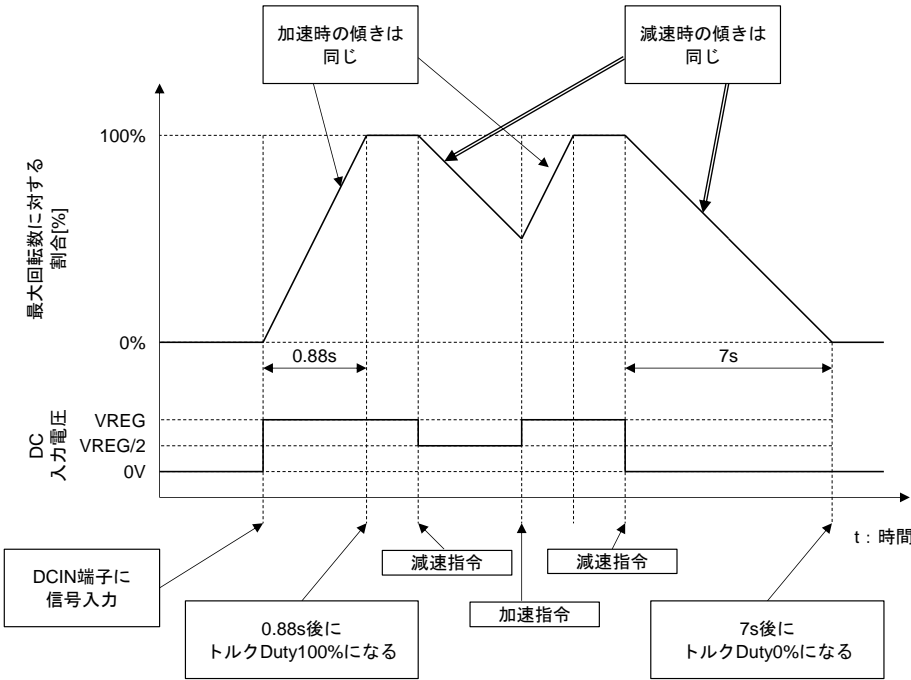 加速時の傾きは
同じ
減速時の傾きは
同じ
最大回転数に対する
割合[%]
100%
0%
0.88s
7s
DC
入力電圧
VREG
VREG/2
0V
t：時間
DCIN端子に
信号入力
0.88s後に
トルクDuty100%になる
減速指令
加速指令
減速指令
7s後に
トルクDuty0%になる